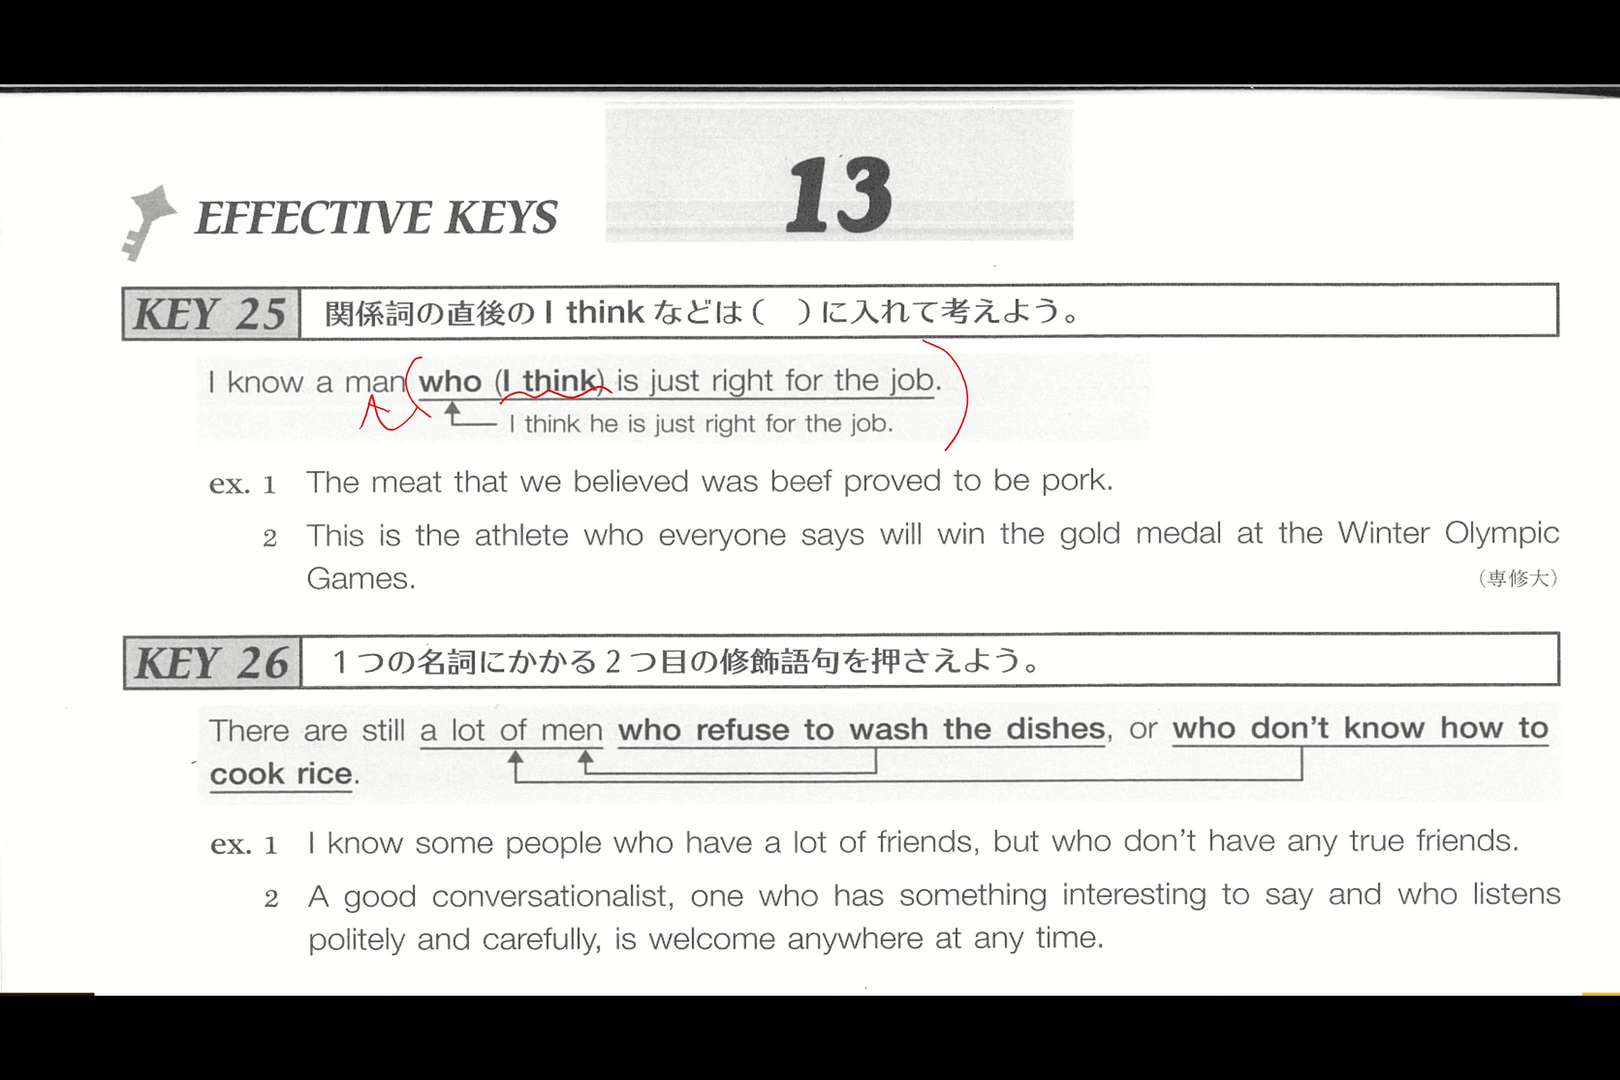 13
EFFECTIVE KEYS
KEY 25 関係詞の直後の I think などは（　）に入れて考えよう。
I know a man who (I think) is just right for the job.
I think he is just right for the job.
ex. 1 The meat that we believed was beef proved to be pork.
2 This is the athlete who everyone says will win the gold medal at the Winter Olympic
Games. （専修大）
KEY 26 1つの名詞にかかる2つ目の修飾語句を押さえよう。
There are still a lot of men who refuse to wash the dishes, or who don't know how to
cook rice.
ex. 1 I know some people who have a lot of friends, but who don't have any true friends.
2 A good conversationalist, one who has something interesting to say and who listens
politely and carefully, is welcome anywhere at any time.